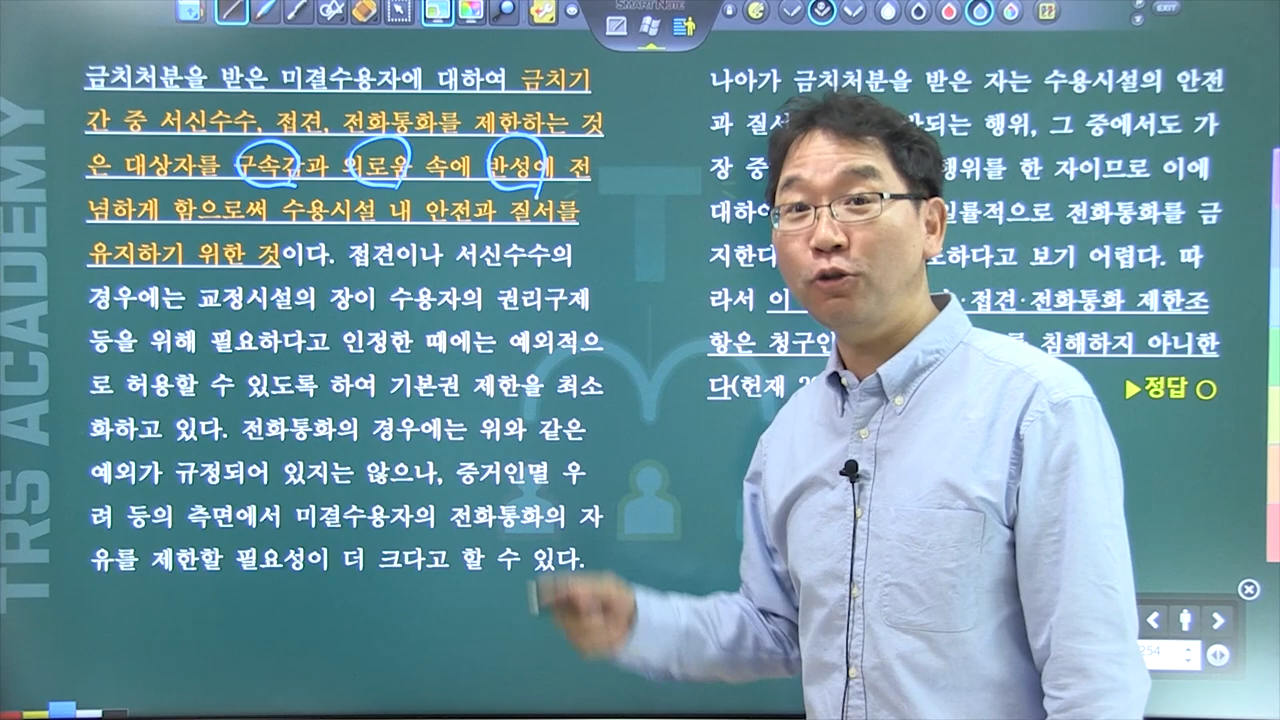 SMART NOTE
EXIT
금치처분을 받은 미결수용자에 대하여 금치기
간 중 서신수수, 접견, 전화통화를 제한하는 것
은 대상자를 구속감과 외로움 속에 반성에 전
념하게 함으로써 수용시설 내 안전과 질서를
유지하기 위한 것이다. 접견이나 서신수수의
경우에는 교정시설의 장이 수용자의 권리구제
등을 위해 필요하다고 인정한 때에는 예외적으
로 허용할 수 있도록 하여 기본권 제한을 최소
화하고 있다. 전화통화의 경우에는 위와 같은
예외가 규정되어 있지는 않으나, 증거인멸 우
려 등의 측면에서 미결수용자의 전화통화의 자
유를 제한할 필요성이 더 크다고 할 수 있다.
나아가 금치처분을 받은 자는 수용시설의 안전
과 되는 행위, 그 중에서도 가
장 중 행위를 한 자이므로 이에
대하여 일률적으로 전화통화를 금
지한다 어렵다. 따
라서 이 접견·전화통화 제한조
항은 청구인 를 침해하지 아니한
다(헌재
▶정답 ○
TRS ACADEMY
254